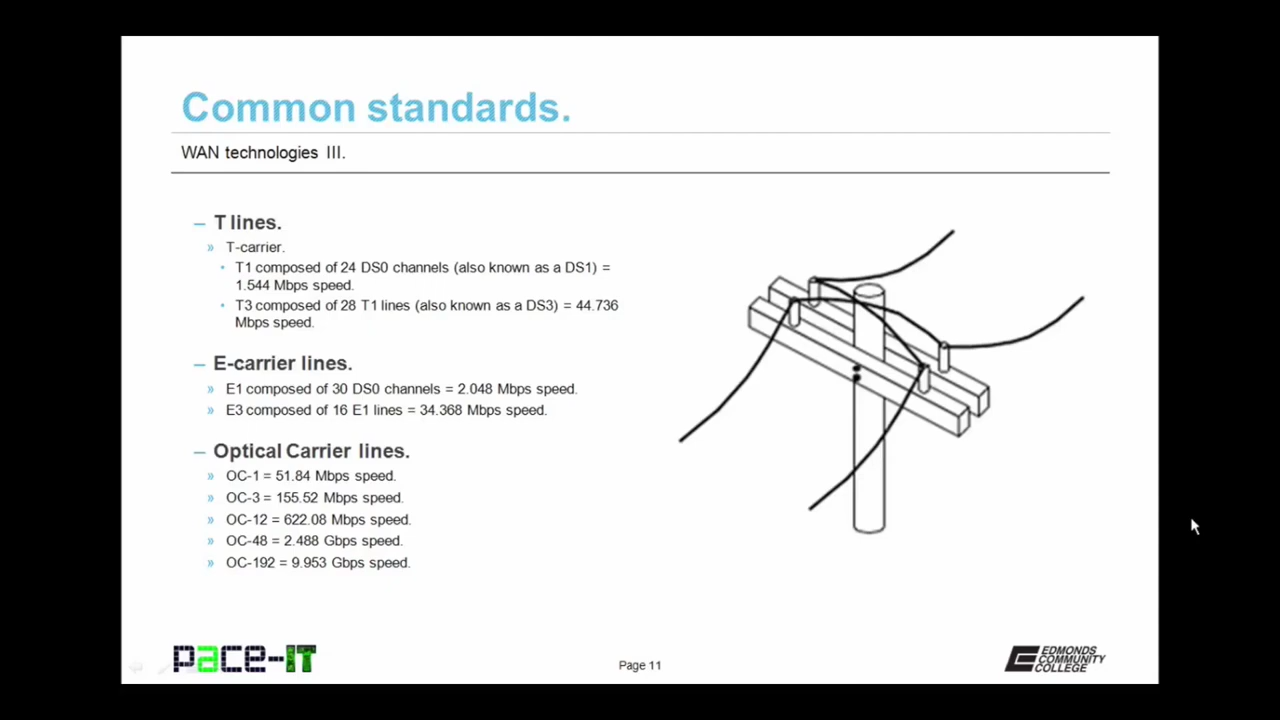 Common standards.
WAN technologies III.
– T lines.
» T-carrier.
• T1 composed of 24 DS0 channels (also known as a DS1) =
1.544 Mbps speed.
• T3 composed of 28 T1 lines (also known as a DS3) = 44.736
Mbps speed.
– E-carrier lines.
» E1 composed of 30 DS0 channels = 2.048 Mbps speed.
» E3 composed of 16 E1 lines = 34.368 Mbps speed.
– Optical Carrier lines.
» OC-1 = 51.84 Mbps speed.
» OC-3 = 155.52 Mbps speed.
» OC-12 = 622.08 Mbps speed.
» OC-48 = 2.488 Gbps speed.
» OC-192 = 9.953 Gbps speed.
pace-IT
Page 11
EDMONDS
COMMUNITY
COLLEGE